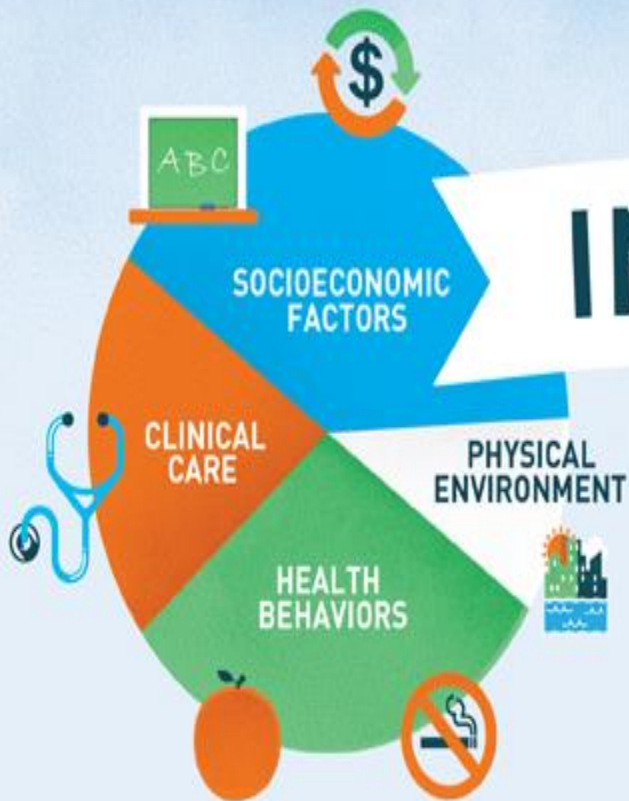 $
ABC
SOCIOECONOMIC
FACTORS
CLINICAL
CARE
PHYSICAL
ENVIRONMENT
HEALTH
BEHAVIORS